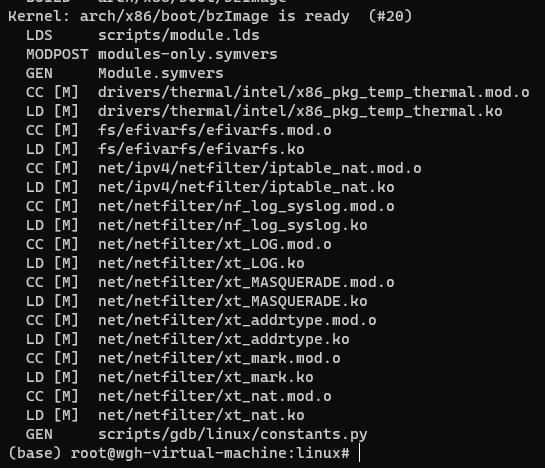 Kernel: arch/x86/boot/bzImage is ready  (#20)
  LDS     scripts/module.lds
  MODPOST modules-only.symvers
  GEN     Module.symvers
  CC [M]  drivers/thermal/intel/x86_pkg_temp_thermal.mod.o
  LD [M]  drivers/thermal/intel/x86_pkg_temp_thermal.ko
  CC [M]  fs/efivarfs/efivarfs.mod.o
  LD [M]  fs/efivarfs/efivarfs.ko
  CC [M]  net/ipv4/netfilter/iptable_nat.mod.o
  LD [M]  net/ipv4/netfilter/iptable_nat.ko
  CC [M]  net/netfilter/nf_log_syslog.mod.o
  LD [M]  net/netfilter/nf_log_syslog.ko
  CC [M]  net/netfilter/xt_LOG.mod.o
  LD [M]  net/netfilter/xt_LOG.ko
  CC [M]  net/netfilter/xt_MASQUERADE.mod.o
  LD [M]  net/netfilter/xt_MASQUERADE.ko
  CC [M]  net/netfilter/xt_addrtype.mod.o
  LD [M]  net/netfilter/xt_addrtype.ko
  CC [M]  net/netfilter/xt_mark.mod.o
  LD [M]  net/netfilter/xt_mark.ko
  CC [M]  net/netfilter/xt_nat.mod.o
  LD [M]  net/netfilter/xt_nat.ko
  GEN     scripts/gdb/linux/constants.py
(base) root@wgh-virtual-machine:linux#